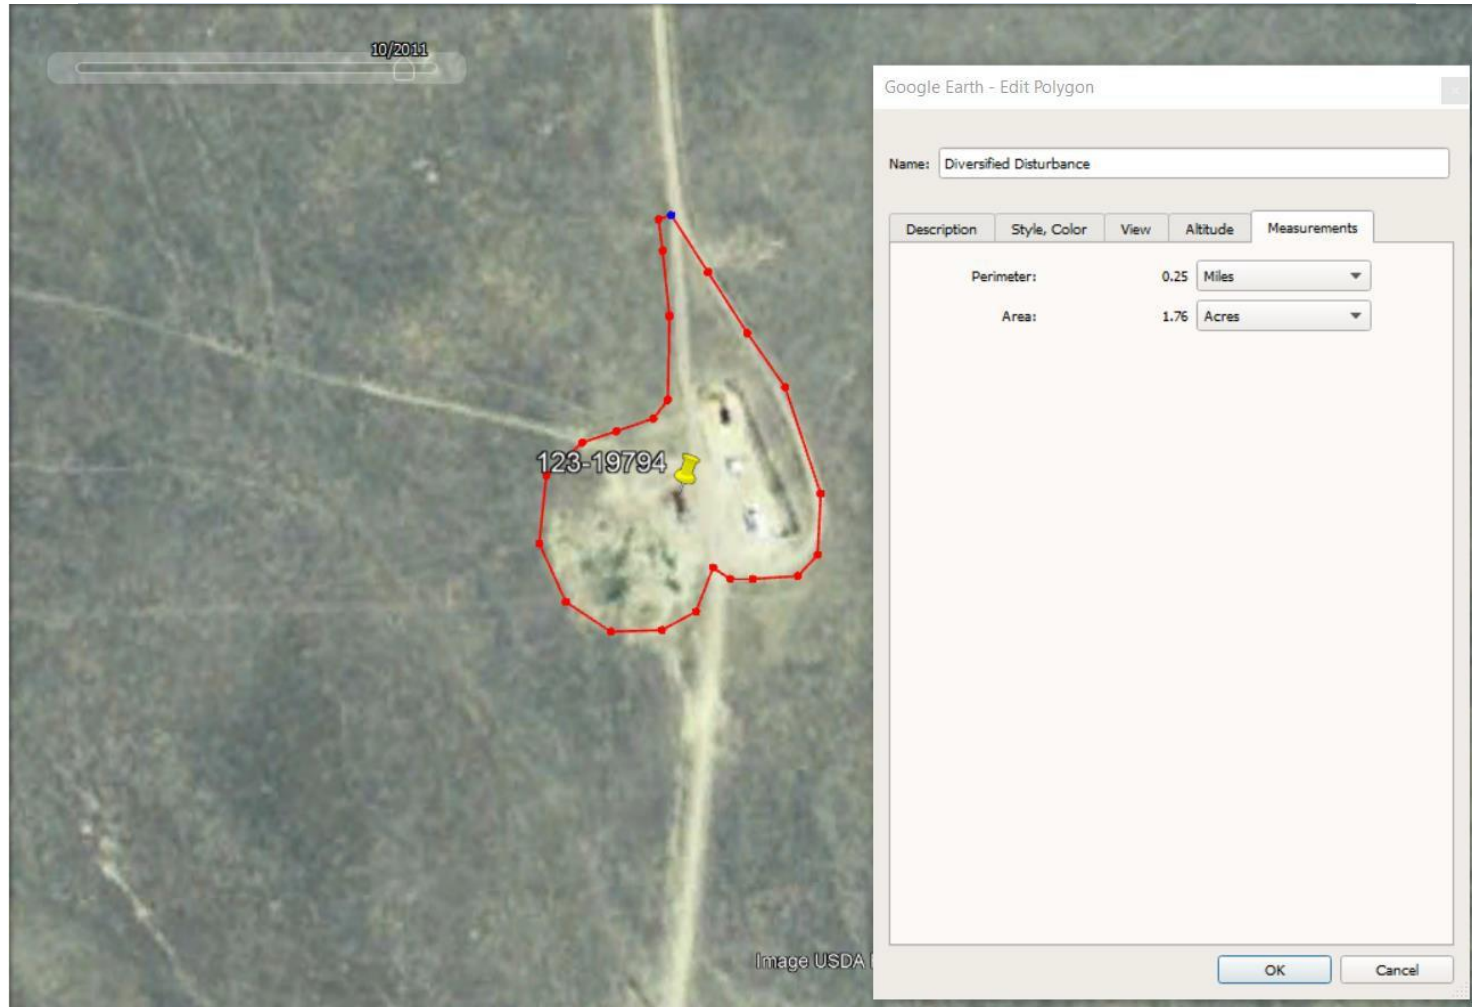 10/2011
Google Earth - Edit Polygon
Name: Diversified Disturbance
Description Style, Color View Altitude Measurements
Perimeter: 0.25 Miles
Area: 1.76 Acres
123-19794
Image USDA
OK Cancel